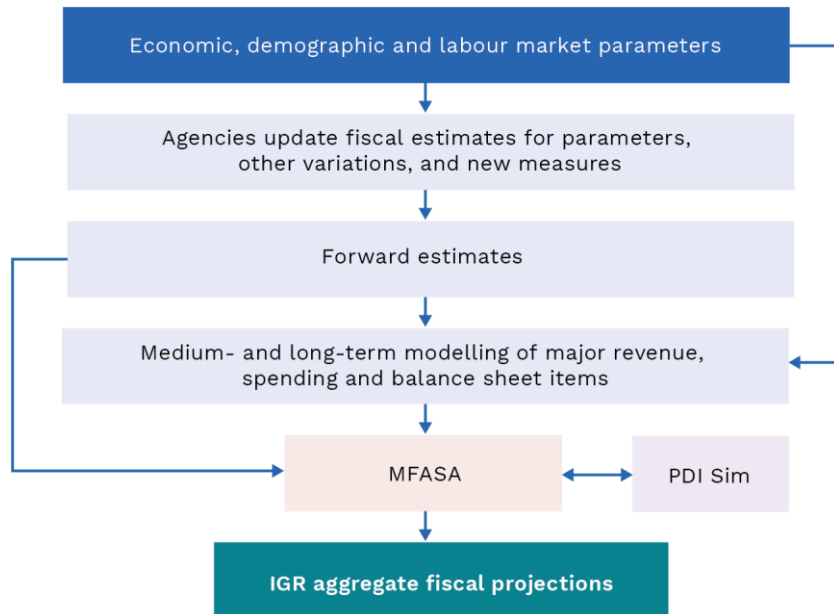 Economic, demographic and labour market parameters
Agencies update fiscal estimates for parameters,
other variations, and new measures
Forward estimates
Medium- and long-term modelling of major revenue,
spending and balance sheet items
MFASA
PDI Sim
IGR aggregate fiscal projections